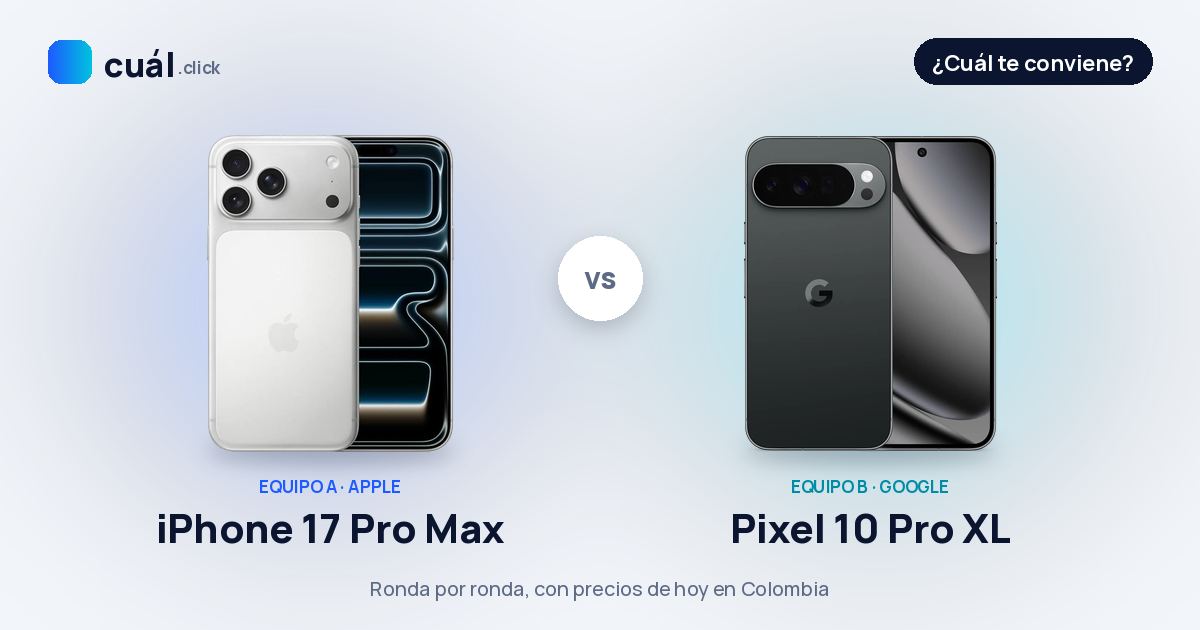 cuál.click
¿Cuál te conviene?
vs
EQUIPO A · APPLE
iPhone 17 Pro Max
EQUIPO B · GOOGLE
Pixel 10 Pro XL
Ronda por ronda, con precios de hoy en Colombia